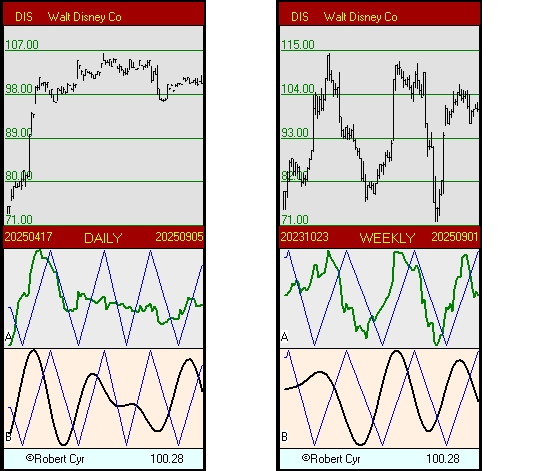 DIS Walt Disney Co
107.00
98.00
89.00
80.00
71.00
20250417 DAILY 20250905
A
B
©Robert Cyr 100.28
DIS Walt Disney Co
115.00
104.00
93.00
82.00
71.00
20231023 WEEKLY 20250901
A
B
©Robert Cyr 100.28